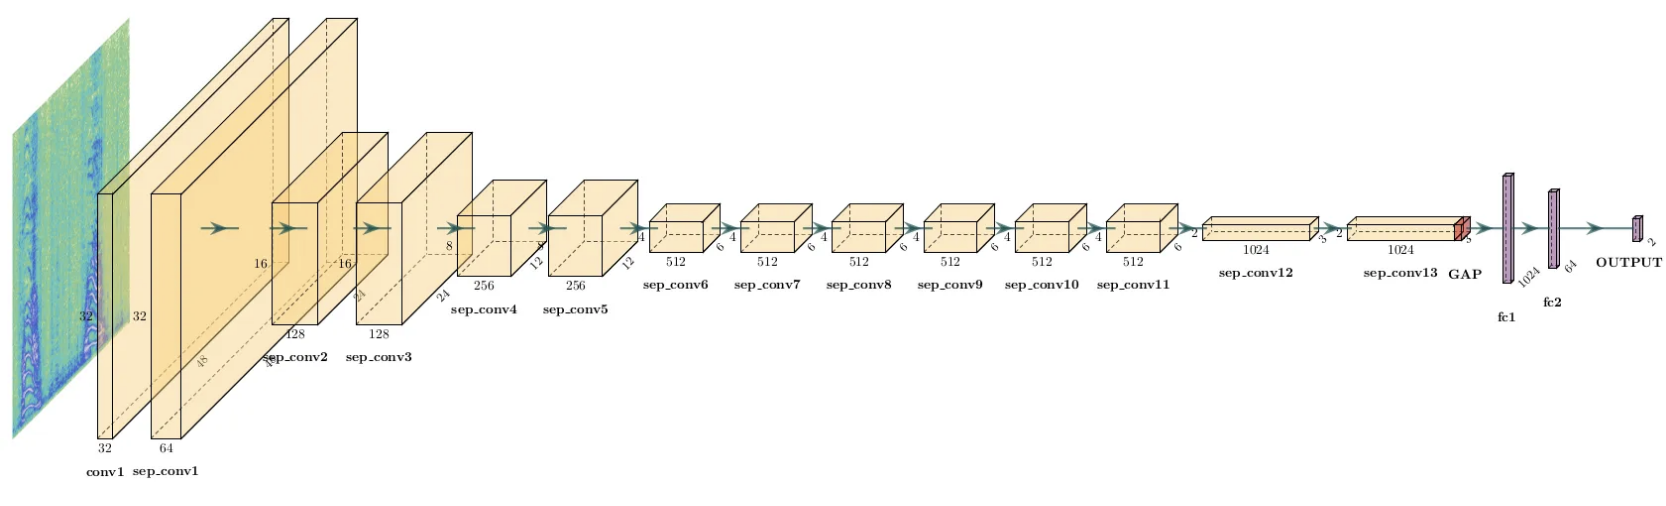 32
48
32
conv1
32
48
64
sep_conv1
16
24
128
sep_conv2
16
24
128
sep_conv3
8
12
256
sep_conv4
8
12
256
sep_conv5
4
6
512
sep_conv6
4
6
512
sep_conv7
4
6
512
sep_conv8
4
6
512
sep_conv9
4
6
512
sep_conv10
4
6
512
sep_conv11
2
3
1024
sep_conv12
2
3
1024
sep_conv13
GAP
1024
fc1
64
fc2
2
OUTPUT